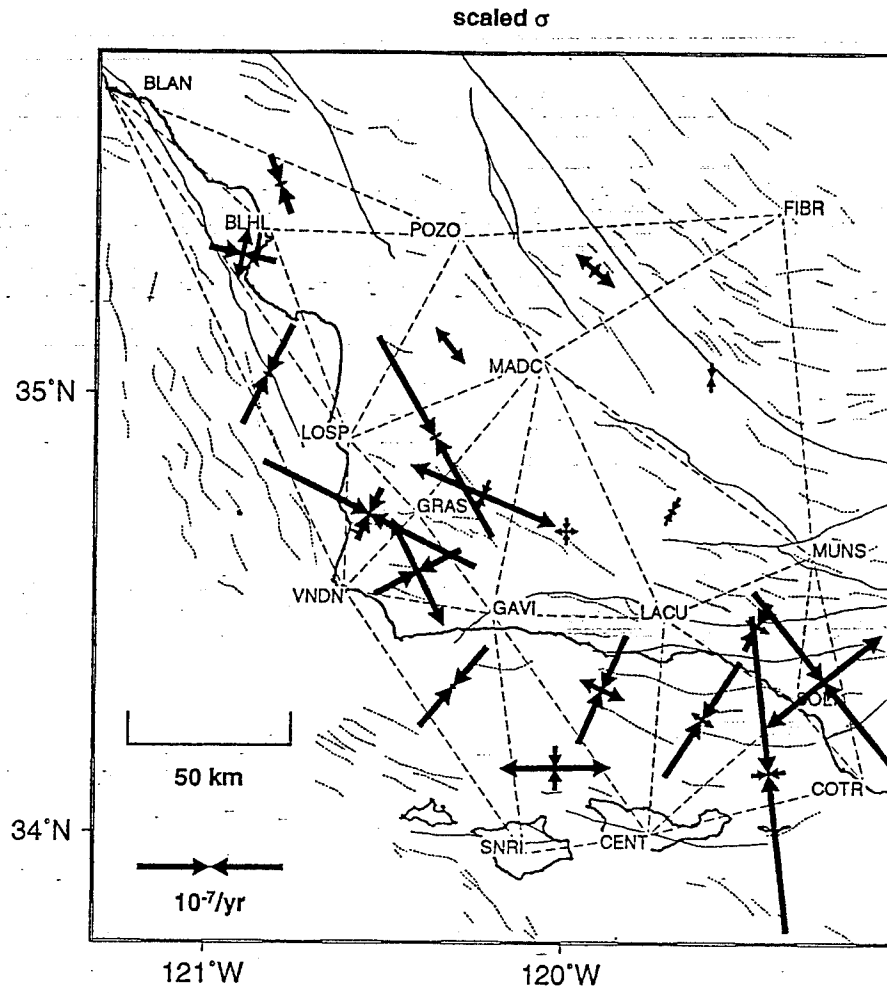 scaled σ
BLAN
FIBR
BLHL
POZO
MADC
35°N
LOSP
GRAS
MUNS
VNDN
GAVI
LACU
SOLI
50 km
COTR
34°N
SNRI
CENT
10⁻⁷/yr
121°W
120°W